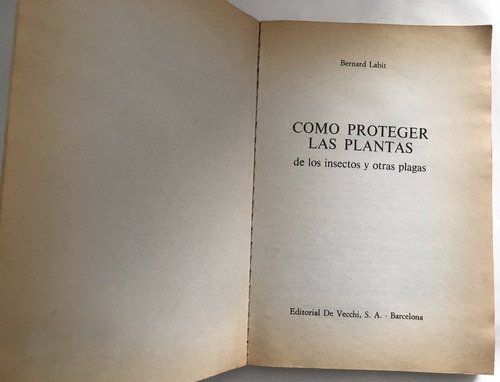 Bernard Labit
COMO PROTEGER
LAS PLANTAS
de los insectos y otras plagas
Editorial De Vecchi, S. A. - Barcelona